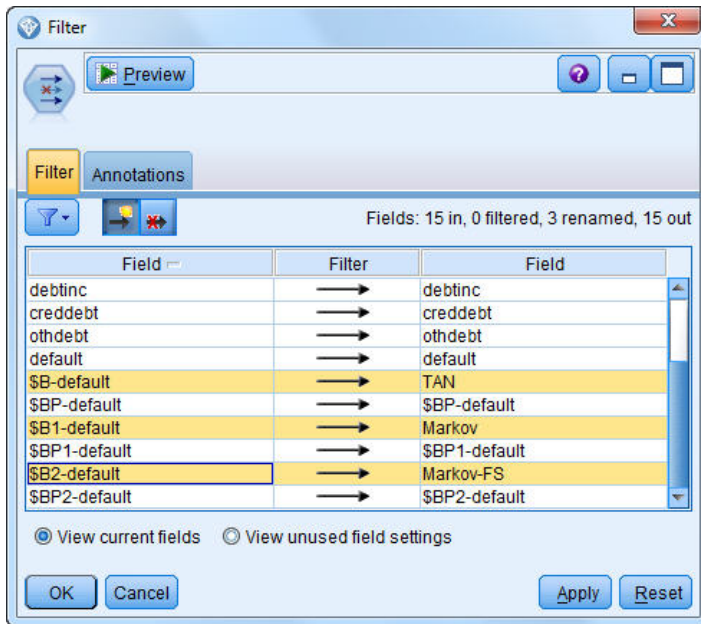 Filter
Preview
Filter Annotations
Fields: 15 in, 0 filtered, 3 renamed, 15 out
Field Filter Field
debtinc debtinc
creddebt creddebt
othdebt othdebt
default default
$B-default TAN
$BP-default $BP-default
$B1-default Markov
$BP1-default $BP1-default
$B2-default Markov-FS
$BP2-default $BP2-default
View current fields View unused field settings
OK Cancel Apply Reset